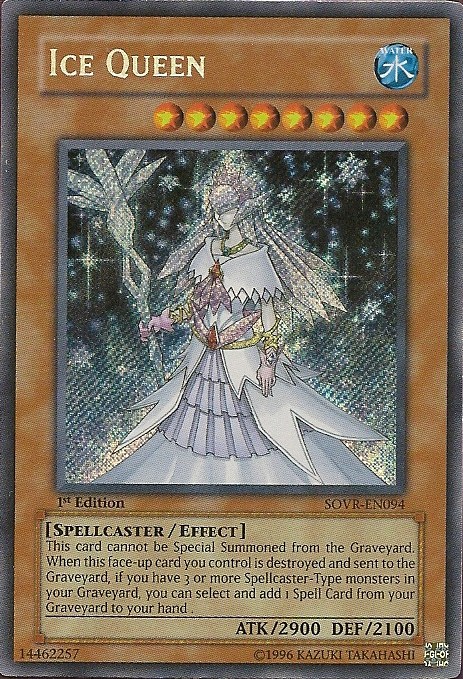 ICE QUEEN
WATER
水
1st Edition
SOVR-EN094
[SPELLCASTER / EFFECT]
This card cannot be Special Summoned from the Graveyard.
When this face-up card you control is destroyed and sent to the
Graveyard, if you have 3 or more Spellcaster-Type monsters in
your Graveyard, you can select and add 1 Spell Card from your
Graveyard to your hand.
ATK/2900 DEF/2100
14462257
©1996 KAZUKI TAKAHASHI